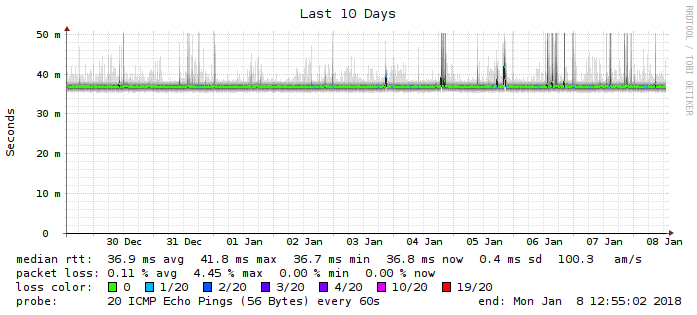 Last 10 Days
RRDTOOL / TOBI OETIKER
Seconds
50 m
40 m
30 m
20 m
10 m
0
30 Dec 31 Dec 01 Jan 02 Jan 03 Jan 04 Jan 05 Jan 06 Jan 07 Jan 08 Jan
median rtt: 36.9 ms avg 41.8 ms max 36.7 ms min 36.8 ms now 0.4 ms sd 100.3 am/s
packet loss: 0.11 % avg 4.45 % max 0.00 % min 0.00 % now
loss color: 0 1/20 2/20 3/20 4/20 10/20 19/20
probe: 20 ICMP Echo Pings (56 Bytes) every 60s end: Mon Jan 8 12:55:02 2018